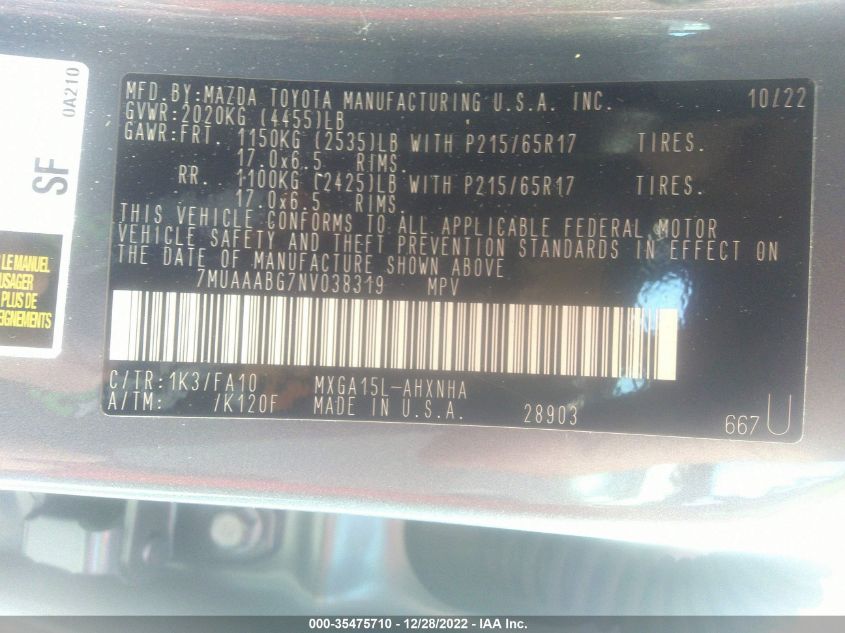 MFD.BY:MAZDA TOYOTA MANUFACTURING U.S.A. INC. 10/22
GVWR:2020KG (4455)LB
GAWR:FRT. 1150KG (2535)LB WITH P215/65R17 TIRES.
17.0x6.5 RIMS.
RR. 1100KG (2425)LB WITH P215/65R17 TIRES.
17.0x6.5 RIMS.
THIS VEHICLE CONFORMS TO ALL APPLICABLE FEDERAL MOTOR
VEHICLE SAFETY AND THEFT PREVENTION STANDARDS IN EFFECT ON
THE DATE OF MANUFACTURE SHOWN ABOVE
7MUAAABG7NV038319 MPV
C/TR:1K3/FA10 MXGA15L-AHXNHA
A/TM: /K120F MADE IN U.S.A. 28903 667 U
0A210
SF
LE MANUEL
USAGER
PLUS DE
EIGNEMENTS
000-35475710 - 12/28/2022 - IAA Inc.